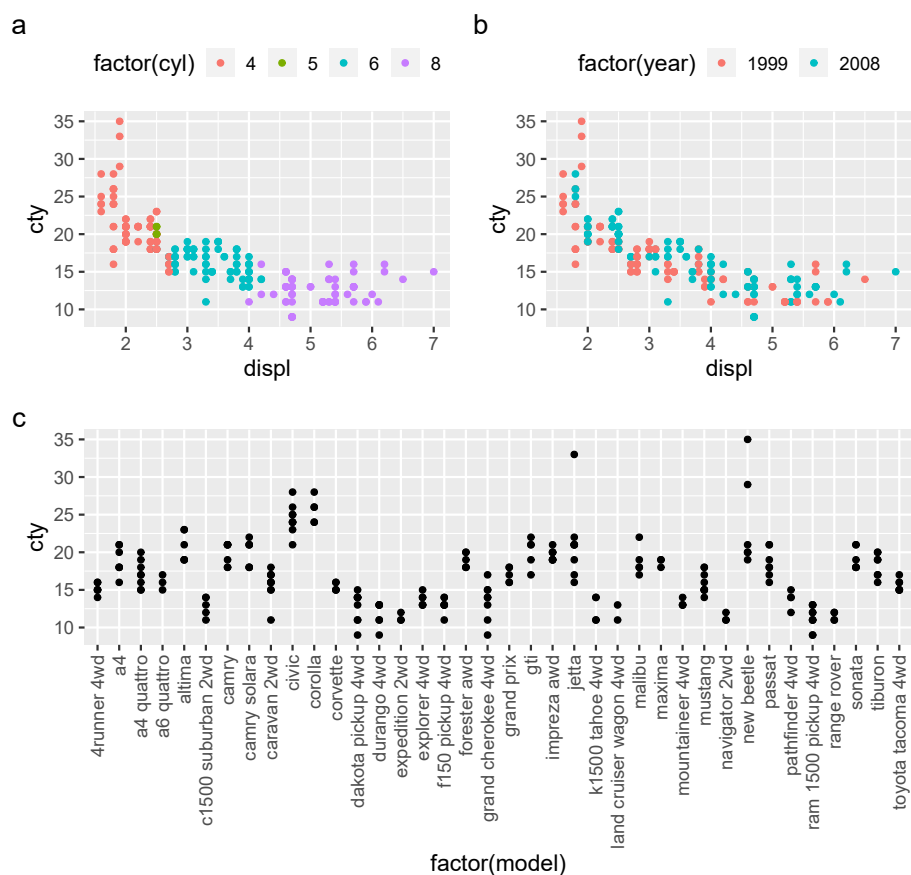 a
factor(cyl) 4 5 6 8
35
30
25
20
15
10
cty
2 3 4 5 6 7
displ
b
factor(year) 1999 2008
35
30
25
20
15
10
cty
2 3 4 5 6 7
displ
c
35
30
25
20
15
10
cty
4runner 4wd
a4
a4 quattro
a6 quattro
altima
c1500 suburban 2wd
camry
camry solara
caravan 2wd
civic
corolla
corvette
dakota pickup 4wd
durango 4wd
expedition 2wd
explorer 4wd
f150 pickup 4wd
forester awd
grand cherokee 4wd
grand prix
gti
impreza awd
jetta
k1500 tahoe 4wd
land cruiser wagon 4wd
malibu
maxima
mountaineer 4wd
mustang
navigator 2wd
new beetle
passat
pathfinder 4wd
ram 1500 pickup 4wd
range rover
sonata
tiburon
toyota tacoma 4wd
factor(model)